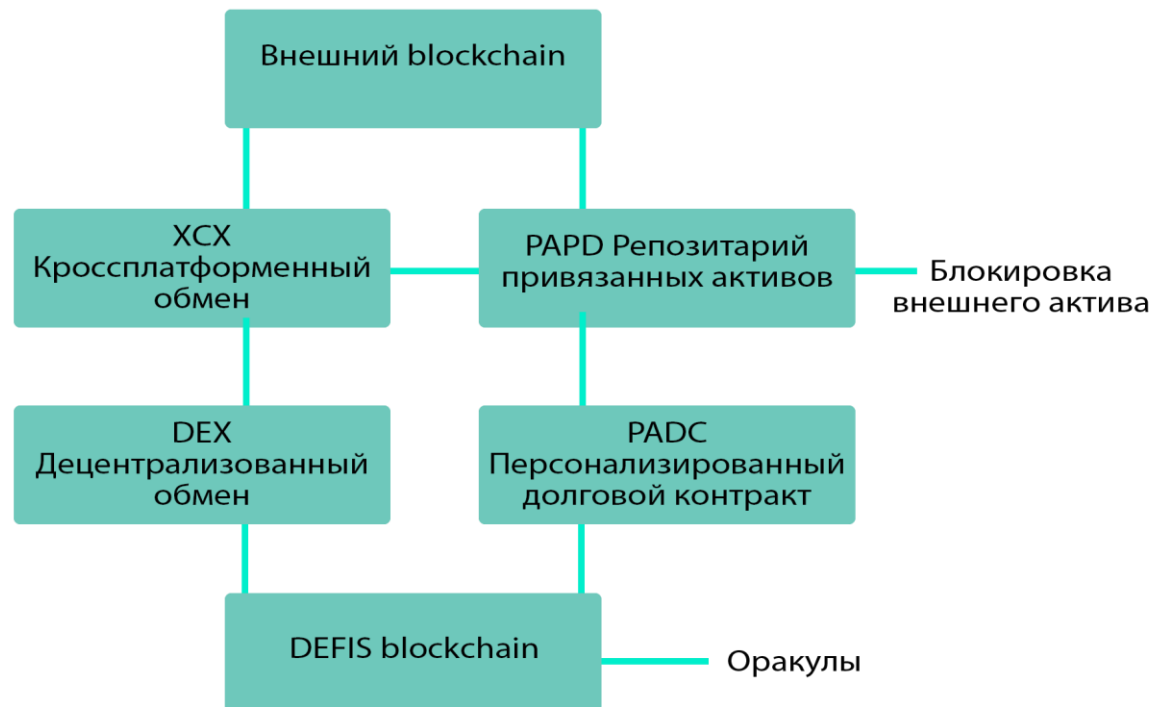 Внешний blockchain
XCX
Кроссплатформенный
обмен
PAPD Репозитарий
привязанных активов
Блокировка
внешнего актива
DEX
Децентрализованный
обмен
PADC
Персонализированный
долговой контракт
DEFIS blockchain
Оракулы